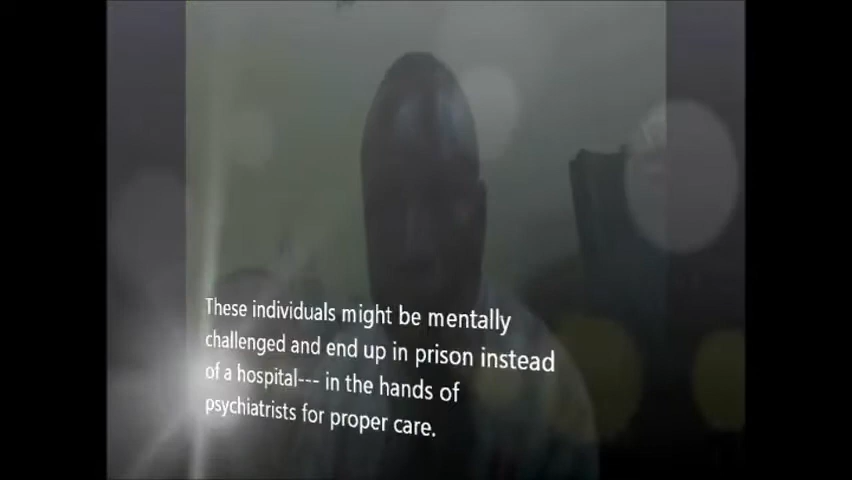 These individuals might be mentally
challenged and end up in prison instead
of a hospital--- in the hands of
psychiatrists for proper care.